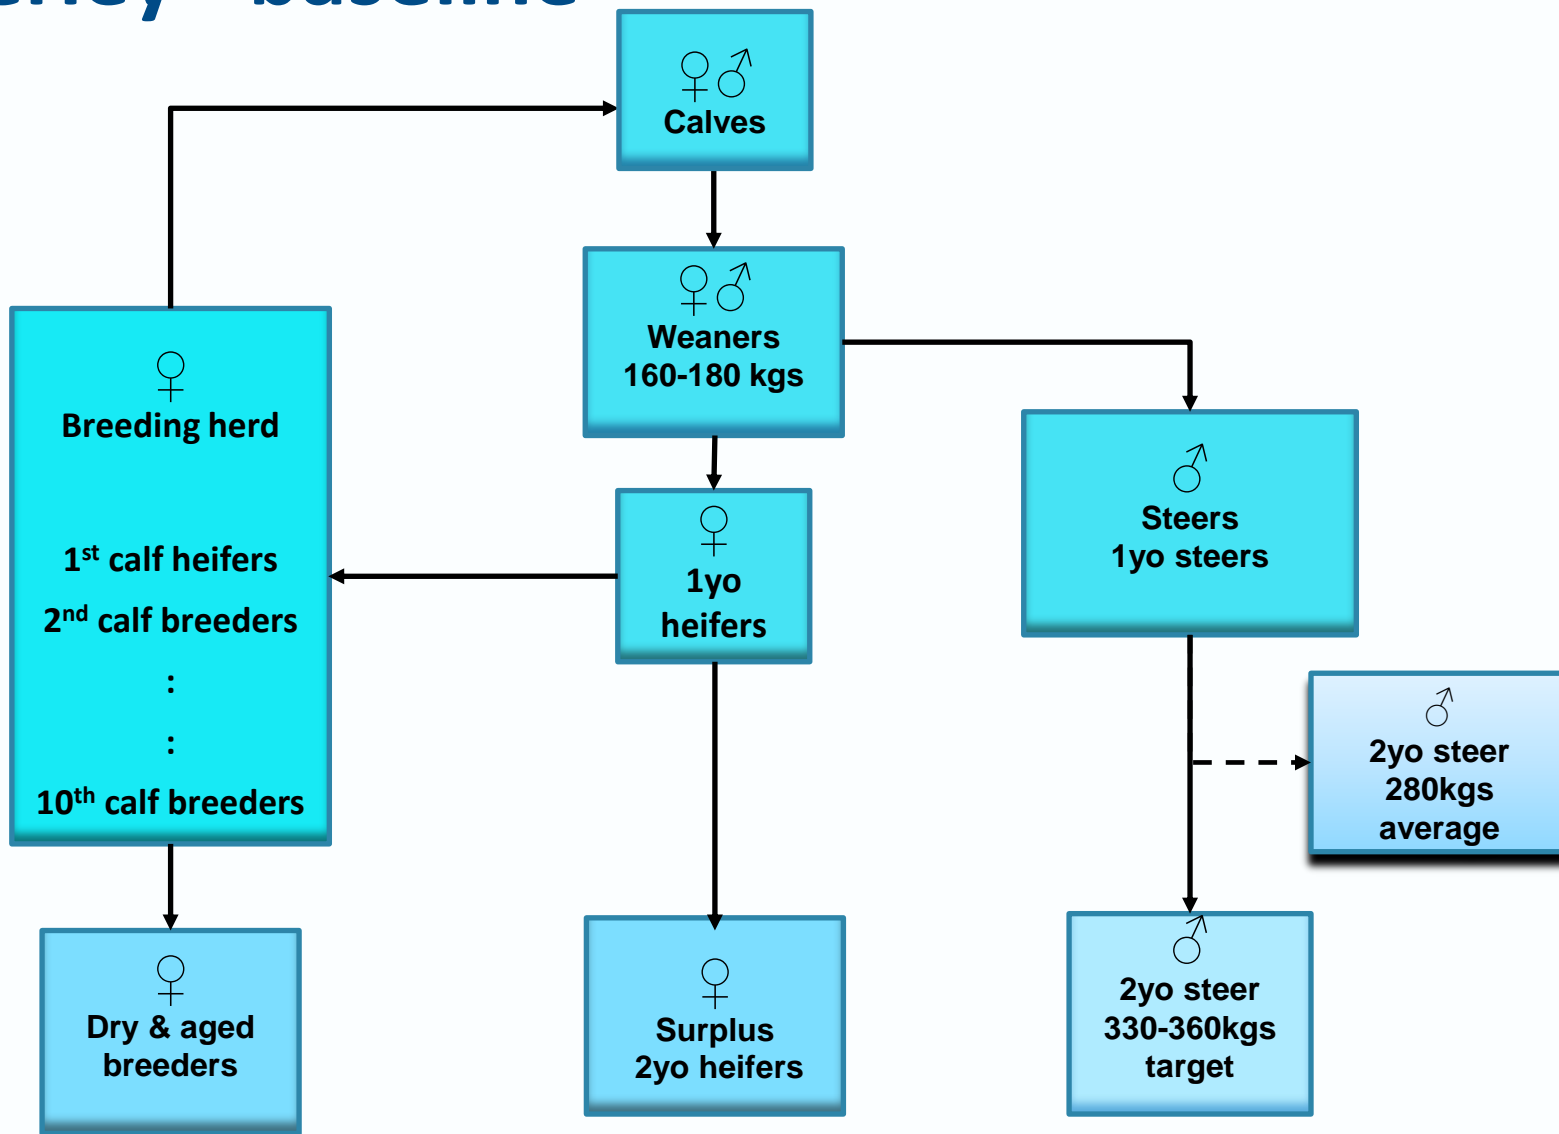 baseline
♀♂
Calves
♀♂
Weaners
160-180 kgs
♀
Breeding herd
1st calf heifers
2nd calf breeders
:
:
10th calf breeders
♀
1yo
heifers
♂
Steers
1yo steers
♂
2yo steer
280kgs
average
♀
Dry & aged
breeders
♀
Surplus
2yo heifers
♂
2yo steer
330-360kgs
target